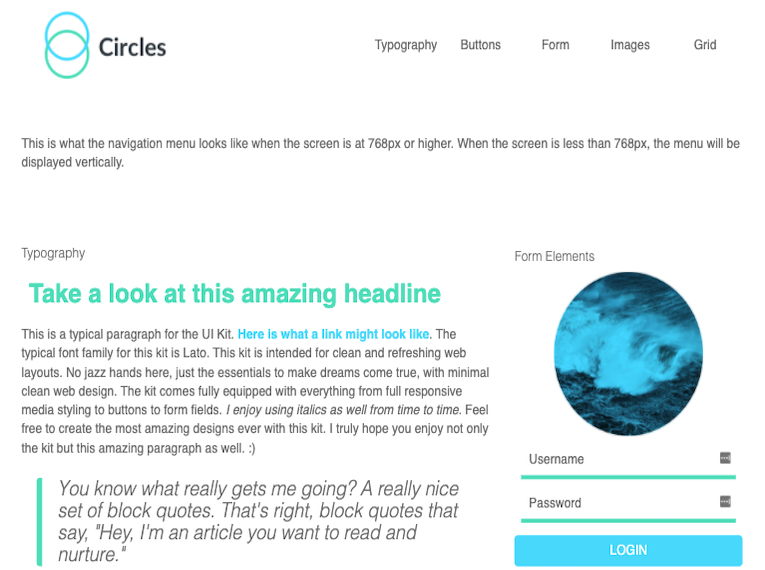 Circles
Typography Buttons Form Images Grid
This is what the navigation menu looks like when the screen is at 768px or higher. When the screen is less than 768px, the menu will be
displayed vertically.
Typography
Take a look at this amazing headline
This is a typical paragraph for the UI Kit. Here is what a link might look like. The
typical font family for this kit is Lato. This kit is intended for clean and refreshing web
layouts. No jazz hands here, just the essentials to make dreams come true, with minimal
clean web design. The kit comes fully equipped with everything from full responsive
media styling to buttons to form fields. I enjoy using italics as well from time to time. Feel
free to create the most amazing designs ever with this kit. I truly hope you enjoy not only
the kit but this amazing paragraph as well. :)
You know what really gets me going? A really nice
set of block quotes. That's right, block quotes that
say, "Hey, I'm an article you want to read and
nurture."
Form Elements
Username
Password
LOGIN